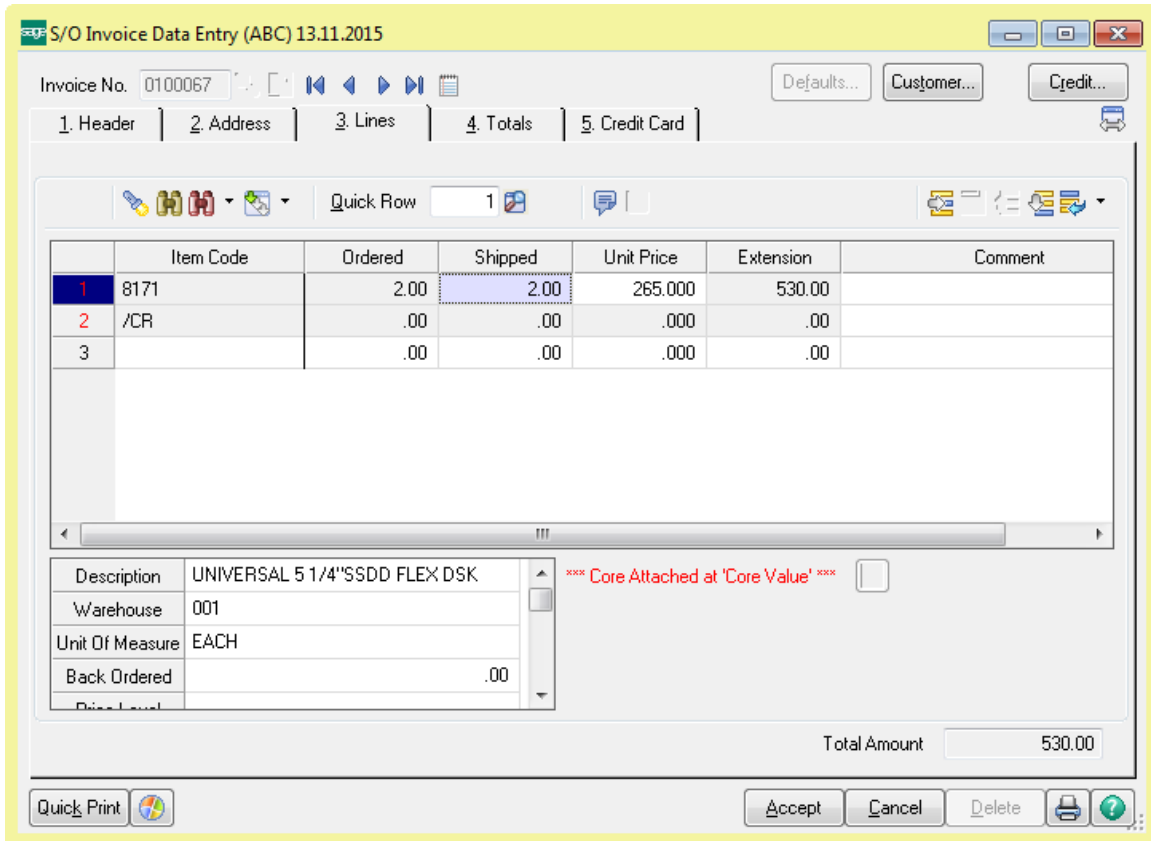 sage S/O Invoice Data Entry (ABC) 13.11.2015
Invoice No. 0100067 Defaults... Customer... Credit...
1. Header 2. Address 3. Lines 4. Totals 5. Credit Card
Quick Row 1
Item Code Ordered Shipped Unit Price Extension Comment
1 8171 2.00 2.00 265.000 530.00
2 /CR .00 .00 .000 .00
3 .00 .00 .000 .00
Description UNIVERSAL 5 1/4"SSDD FLEX DSK *** Core Attached at 'Core Value' ***
Warehouse 001
Unit Of Measure EACH
Back Ordered .00
Price Level
Total Amount 530.00
Quick Print Accept Cancel Delete